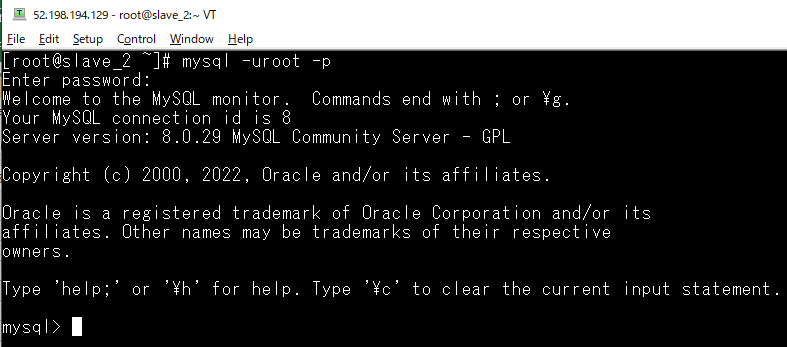 52.198.194.129 - root@slave_2:~ VT
File Edit Setup Control Window Help
[root@slave_2 ~]# mysql -uroot -p
Enter password:
Welcome to the MySQL monitor.  Commands end with ; or ¥g.
Your MySQL connection id is 8
Server version: 8.0.29 MySQL Community Server - GPL
Copyright (c) 2000, 2022, Oracle and/or its affiliates.
Oracle is a registered trademark of Oracle Corporation and/or its
affiliates. Other names may be trademarks of their respective
owners.
Type 'help;' or '¥h' for help. Type '¥c' to clear the current input statement.
mysql>